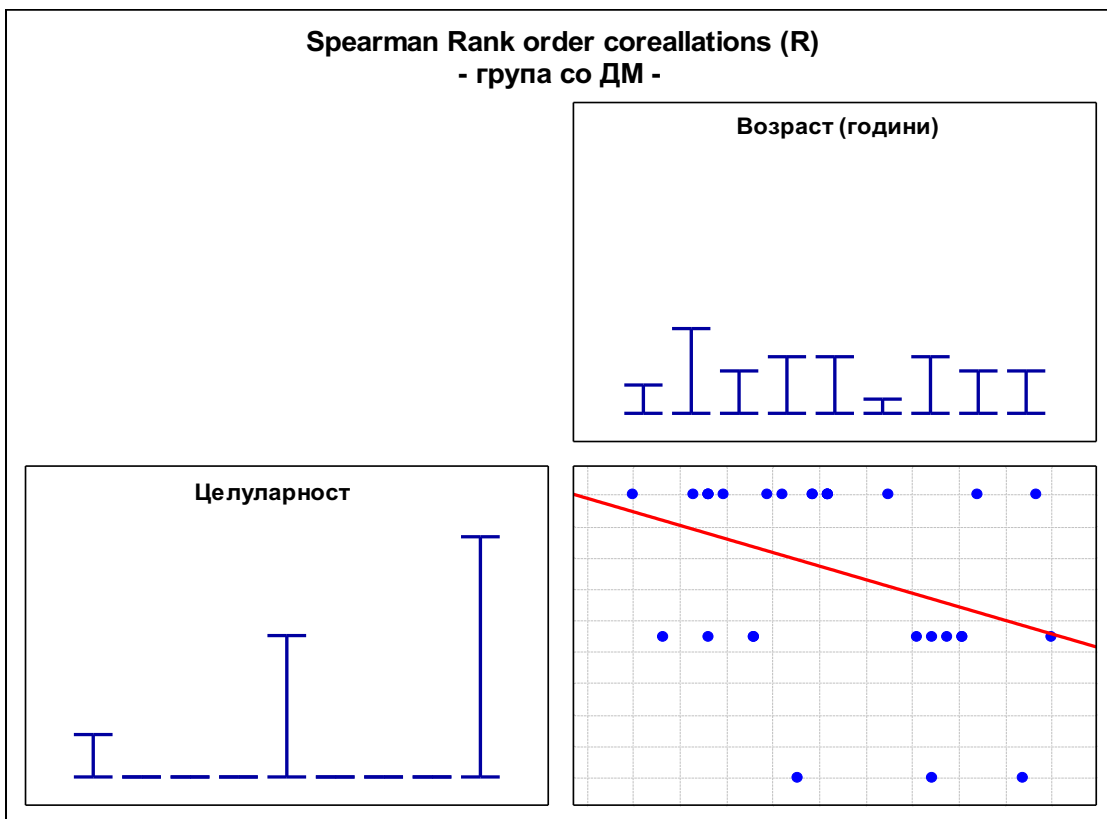 Spearman Rank order coreallations (R)
- група со ДМ -
Возраст (години)
Целуларност